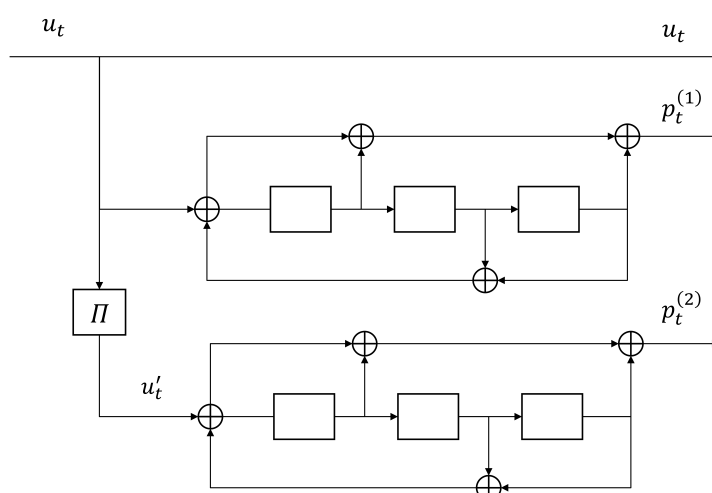 u_t
u_t
p_t^(1)
Π
p_t^(2)
u'_t